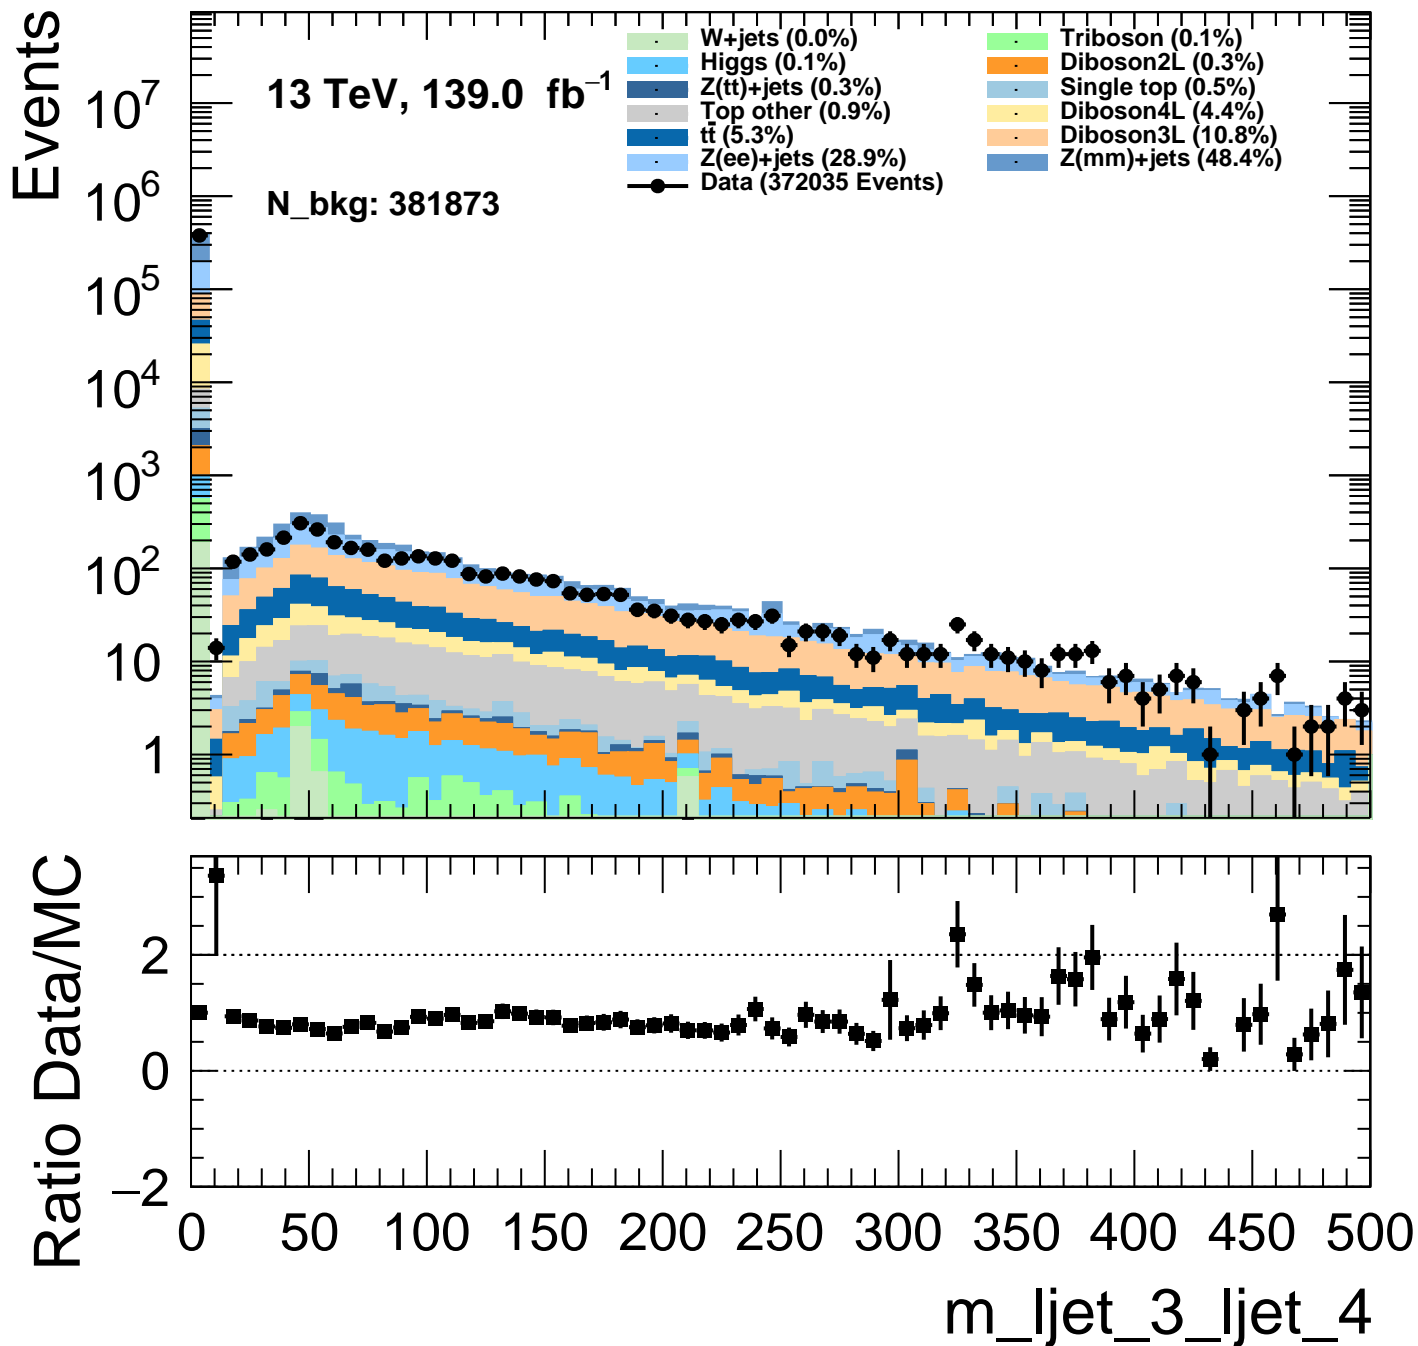 Events
10^7
10^6
10^5
10^4
10^3
10^2
10
1
13 TeV, 139.0 fb^−1
N_bkg: 381873
W+jets (0.0%)
Higgs (0.1%)
Z(tt)+jets (0.3%)
Top other (0.9%)
tt̄ (5.3%)
Z(ee)+jets (28.9%)
Data (372035 Events)
Triboson (0.1%)
Diboson2L (0.3%)
Single top (0.5%)
Diboson4L (4.4%)
Diboson3L (10.8%)
Z(mm)+jets (48.4%)
Ratio Data/MC
2
0
−2
0 50 100 150 200 250 300 350 400 450 500
m_ljet_3_ljet_4